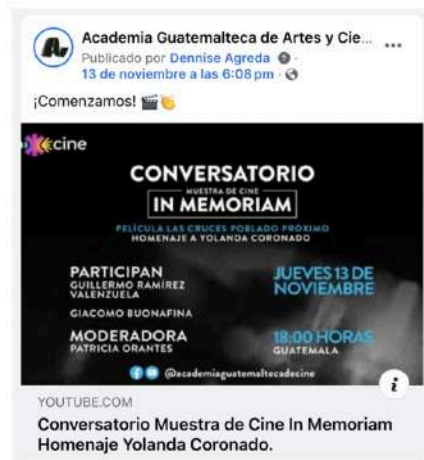 Academia Guatemalteca de Artes y Cie...
Publicado por Dennise Agreda
13 de noviembre a las 6:08 pm
¡Comenzamos! 🎬👏
cine
CONVERSATORIO
MUESTRA DE CINE
IN MEMORIAM
PELÍCULA LAS CRUCES POBLADO PRÓXIMO
HOMENAJE A YOLANDA CORONADO
PARTICIPAN
GUILLERMO RAMÍREZ
VALENZUELA
GIACOMO BUONAFINA
MODERADORA
PATRICIA ORANTES
JUEVES 13 DE
NOVIEMBRE
18:00 HORAS
GUATEMALA
@academiaguatemaltecadecine
YOUTUBE.COM
Conversatorio Muestra de Cine In Memoriam
Homenaje Yolanda Coronado.